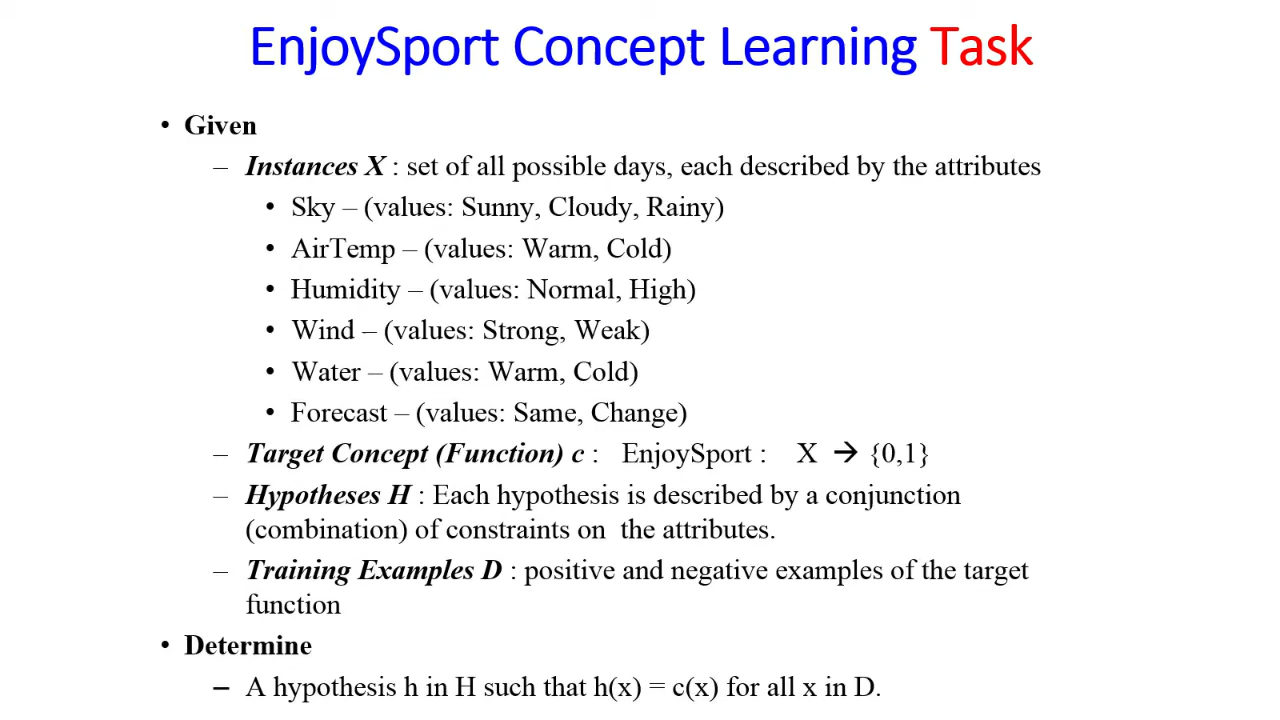 EnjoySport Concept Learning Task
• Given
– Instances X : set of all possible days, each described by the attributes
• Sky – (values: Sunny, Cloudy, Rainy)
• AirTemp – (values: Warm, Cold)
• Humidity – (values: Normal, High)
• Wind – (values: Strong, Weak)
• Water – (values: Warm, Cold)
• Forecast – (values: Same, Change)
– Target Concept (Function) c : EnjoySport : X → {0,1}
– Hypotheses H : Each hypothesis is described by a conjunction
(combination) of constraints on the attributes.
– Training Examples D : positive and negative examples of the target
function
• Determine
– A hypothesis h in H such that h(x) = c(x) for all x in D.